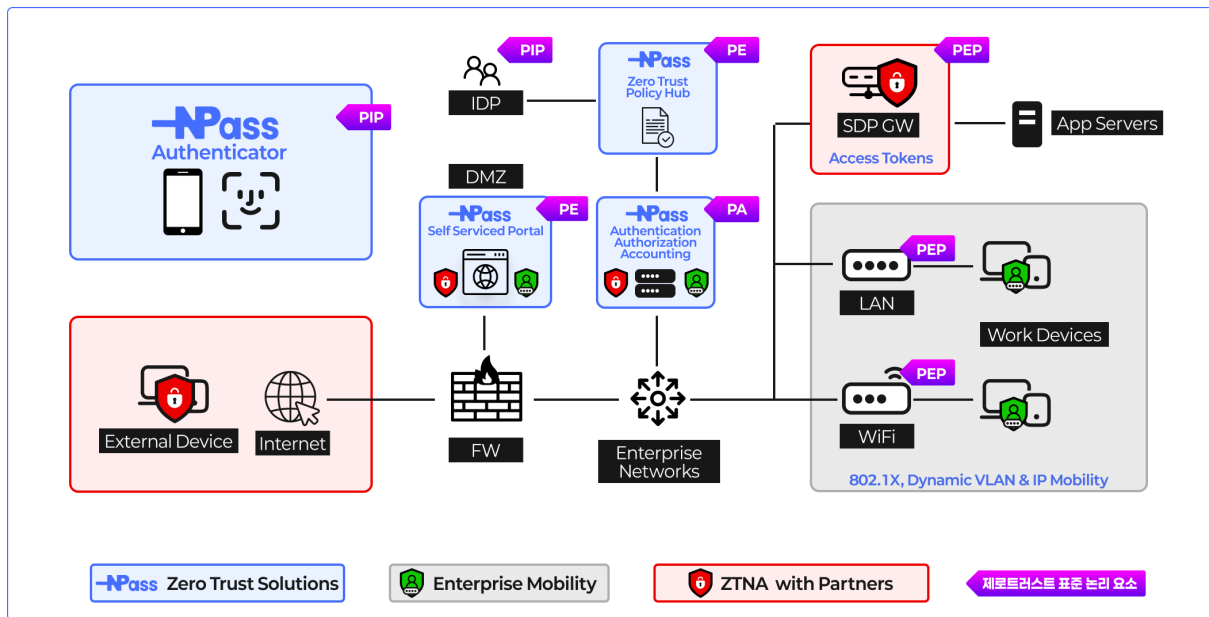 NPass
Authenticator
PIP
PIP
IDP
NPass
Zero Trust
Policy Hub
PE
DMZ
NPass
Self Serviced Portal
PE
NPass
Authentication
Authorization
Accounting
PA
PEP
SDP GW
Access Tokens
App Servers
PEP
LAN
Work Devices
PEP
WiFi
802.1X, Dynamic VLAN & IP Mobility
External Device
Internet
FW
Enterprise
Networks
NPass Zero Trust Solutions
Enterprise Mobility
ZTNA with Partners
제로트러스트 표준 논리 요소